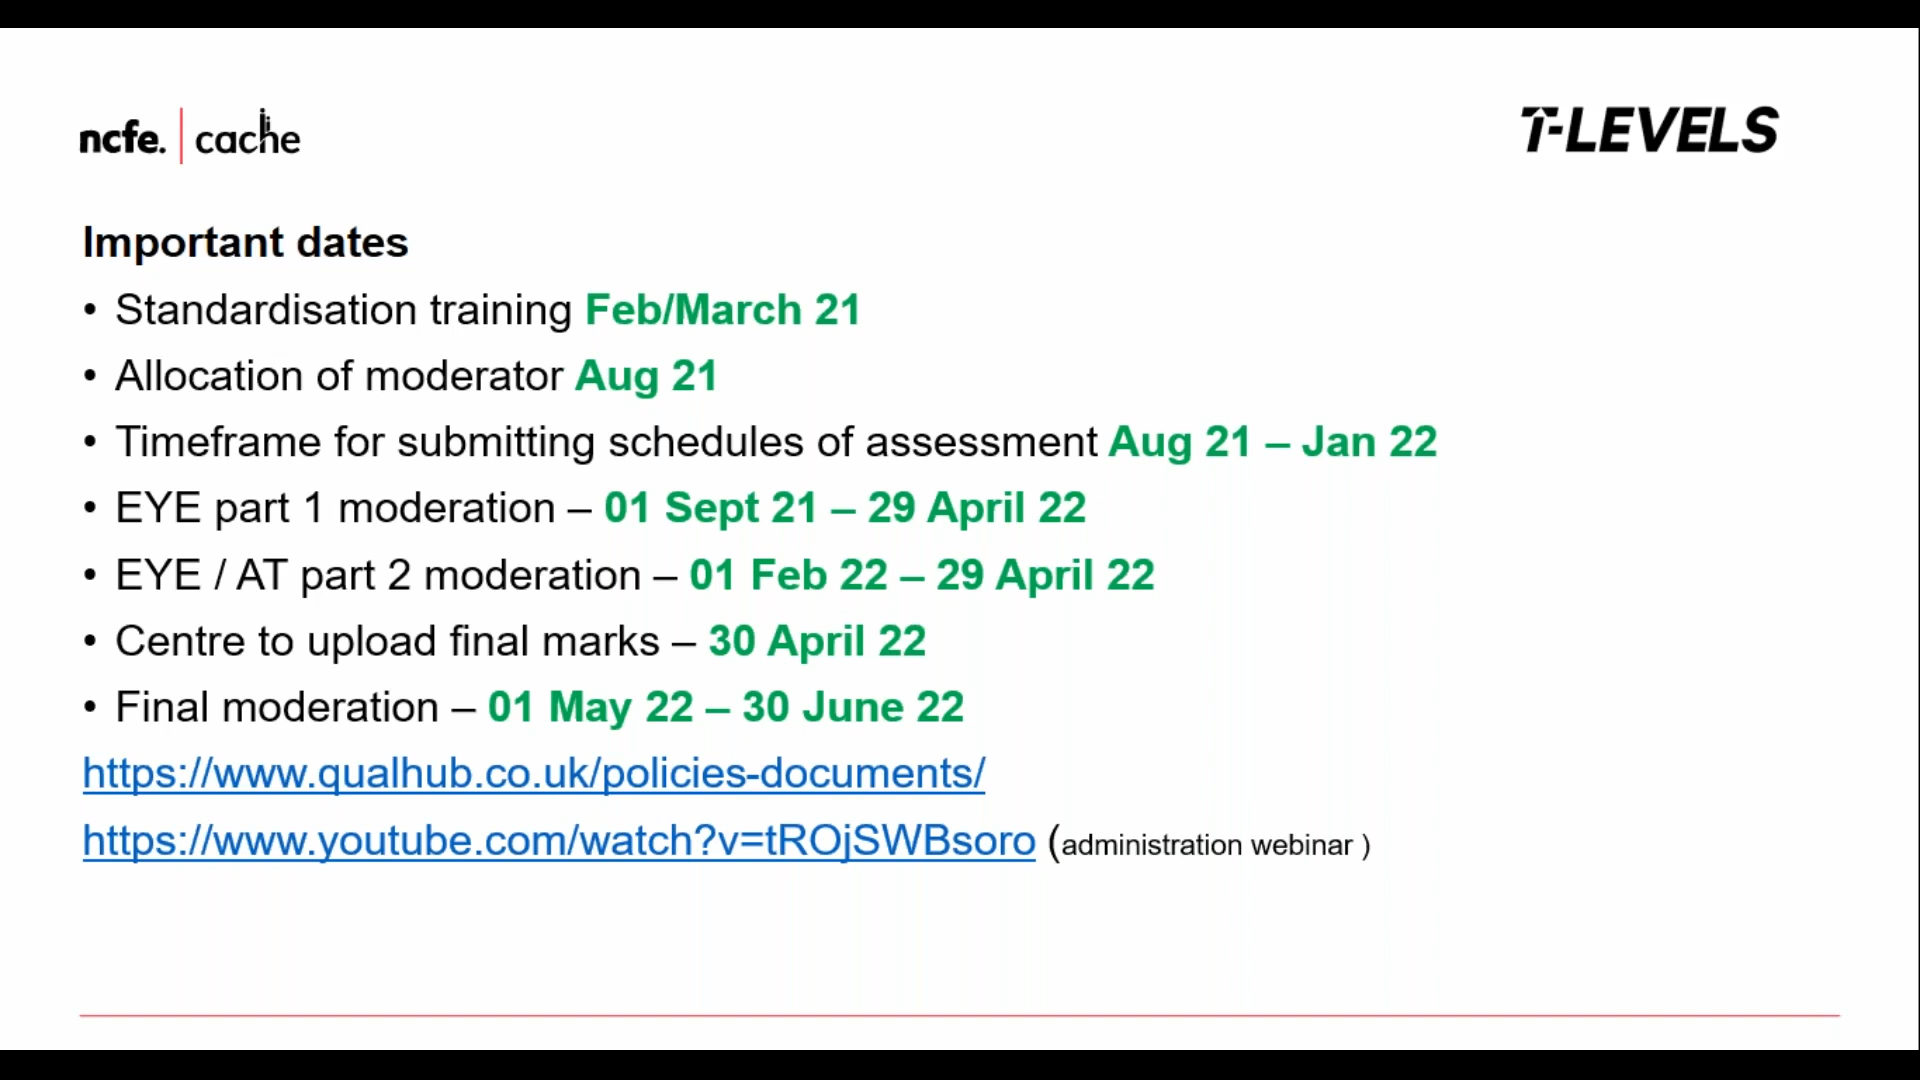 ncfe. cache
T-LEVELS
Important dates
• Standardisation training Feb/March 21
• Allocation of moderator Aug 21
• Timeframe for submitting schedules of assessment Aug 21 – Jan 22
• EYE part 1 moderation – 01 Sept 21 – 29 April 22
• EYE / AT part 2 moderation – 01 Feb 22 – 29 April 22
• Centre to upload final marks – 30 April 22
• Final moderation – 01 May 22 – 30 June 22
https://www.qualhub.co.uk/policies-documents/
https://www.youtube.com/watch?v=tROjSWBsoro (administration webinar )